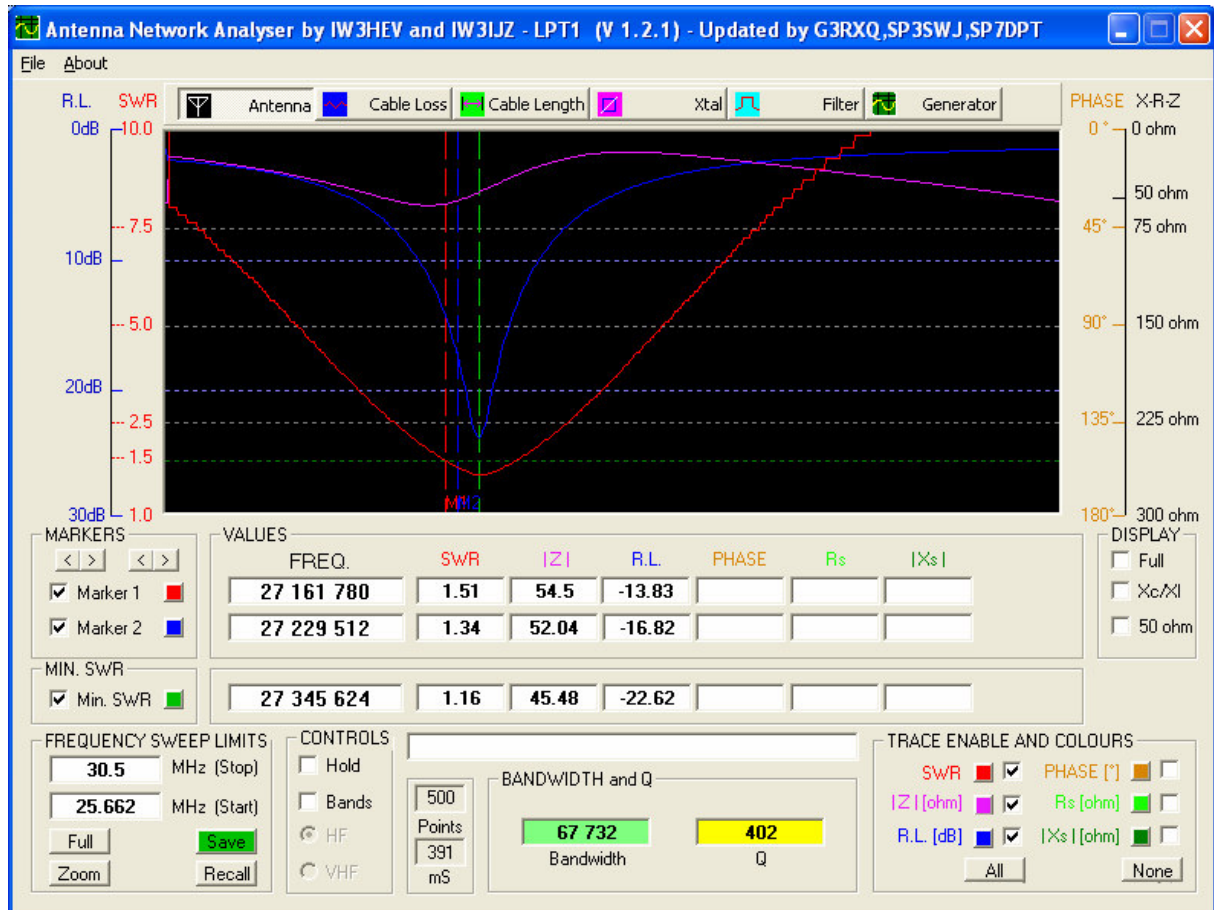 Antenna Network Analyser by IW3HEV and IW3IJZ - LPT1 (V 1.2.1) - Updated by G3RXQ,SP3SWJ,SP7DPT
File About
R.L. SWR Antenna Cable Loss Cable Length Xtal Filter Generator PHASE X-R-Z
0dB 10.0 0 ° 0 ohm
50 ohm
7.5 45° 75 ohm
10dB
5.0 90° 150 ohm
20dB
2.5 135° 225 ohm
1.5
30dB 1.0 M1 M2 180° 300 ohm
MARKERS VALUES DISPLAY
< > < > FREQ. SWR |Z| R.L. PHASE Rs |Xs| Full
Marker 1 27 161 780 1.51 54.5 -13.83 Xc/Xl
Marker 2 27 229 512 1.34 52.04 -16.82 50 ohm
MIN. SWR
Min. SWR 27 345 624 1.16 45.48 -22.62
FREQUENCY SWEEP LIMITS CONTROLS TRACE ENABLE AND COLOURS
30.5 MHz (Stop) Hold BANDWIDTH and Q SWR PHASE [°]
25.662 MHz (Start) Bands 500 |Z| [ohm] Rs [ohm]
Full Save HF Points 67 732 402 R.L. [dB] |Xs| [ohm]
391 Bandwidth Q
Zoom Recall VHF mS All None